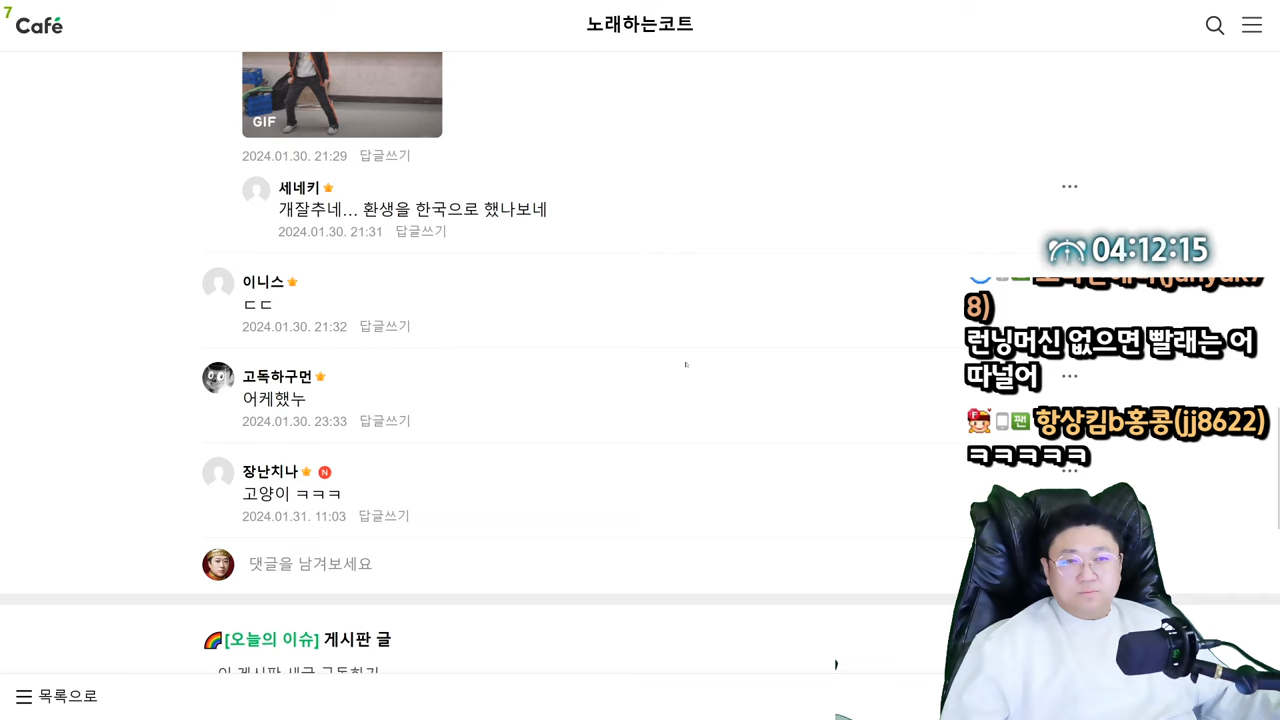 7
Café
노래하는코트
GIF
2024.01.30. 21:29 답글쓰기
세네키
개잘추네... 환생을 한국으로 했나보네
2024.01.30. 21:31 답글쓰기
이니스
ㄷㄷ
2024.01.30. 21:32 답글쓰기
고독하구먼
어케했누
2024.01.30. 23:33 답글쓰기
장난치나 N
고양이 ㅋㅋㅋ
2024.01.31. 11:03 답글쓰기
댓글을 남겨보세요
[오늘의 이슈] 게시판 글
목록으로
04:12:15
8)
런닝머신 없으면 빨래는 어
따널어
F 팬 항상킴b홍콩(jj8622)
ㅋㅋㅋㅋㅋ